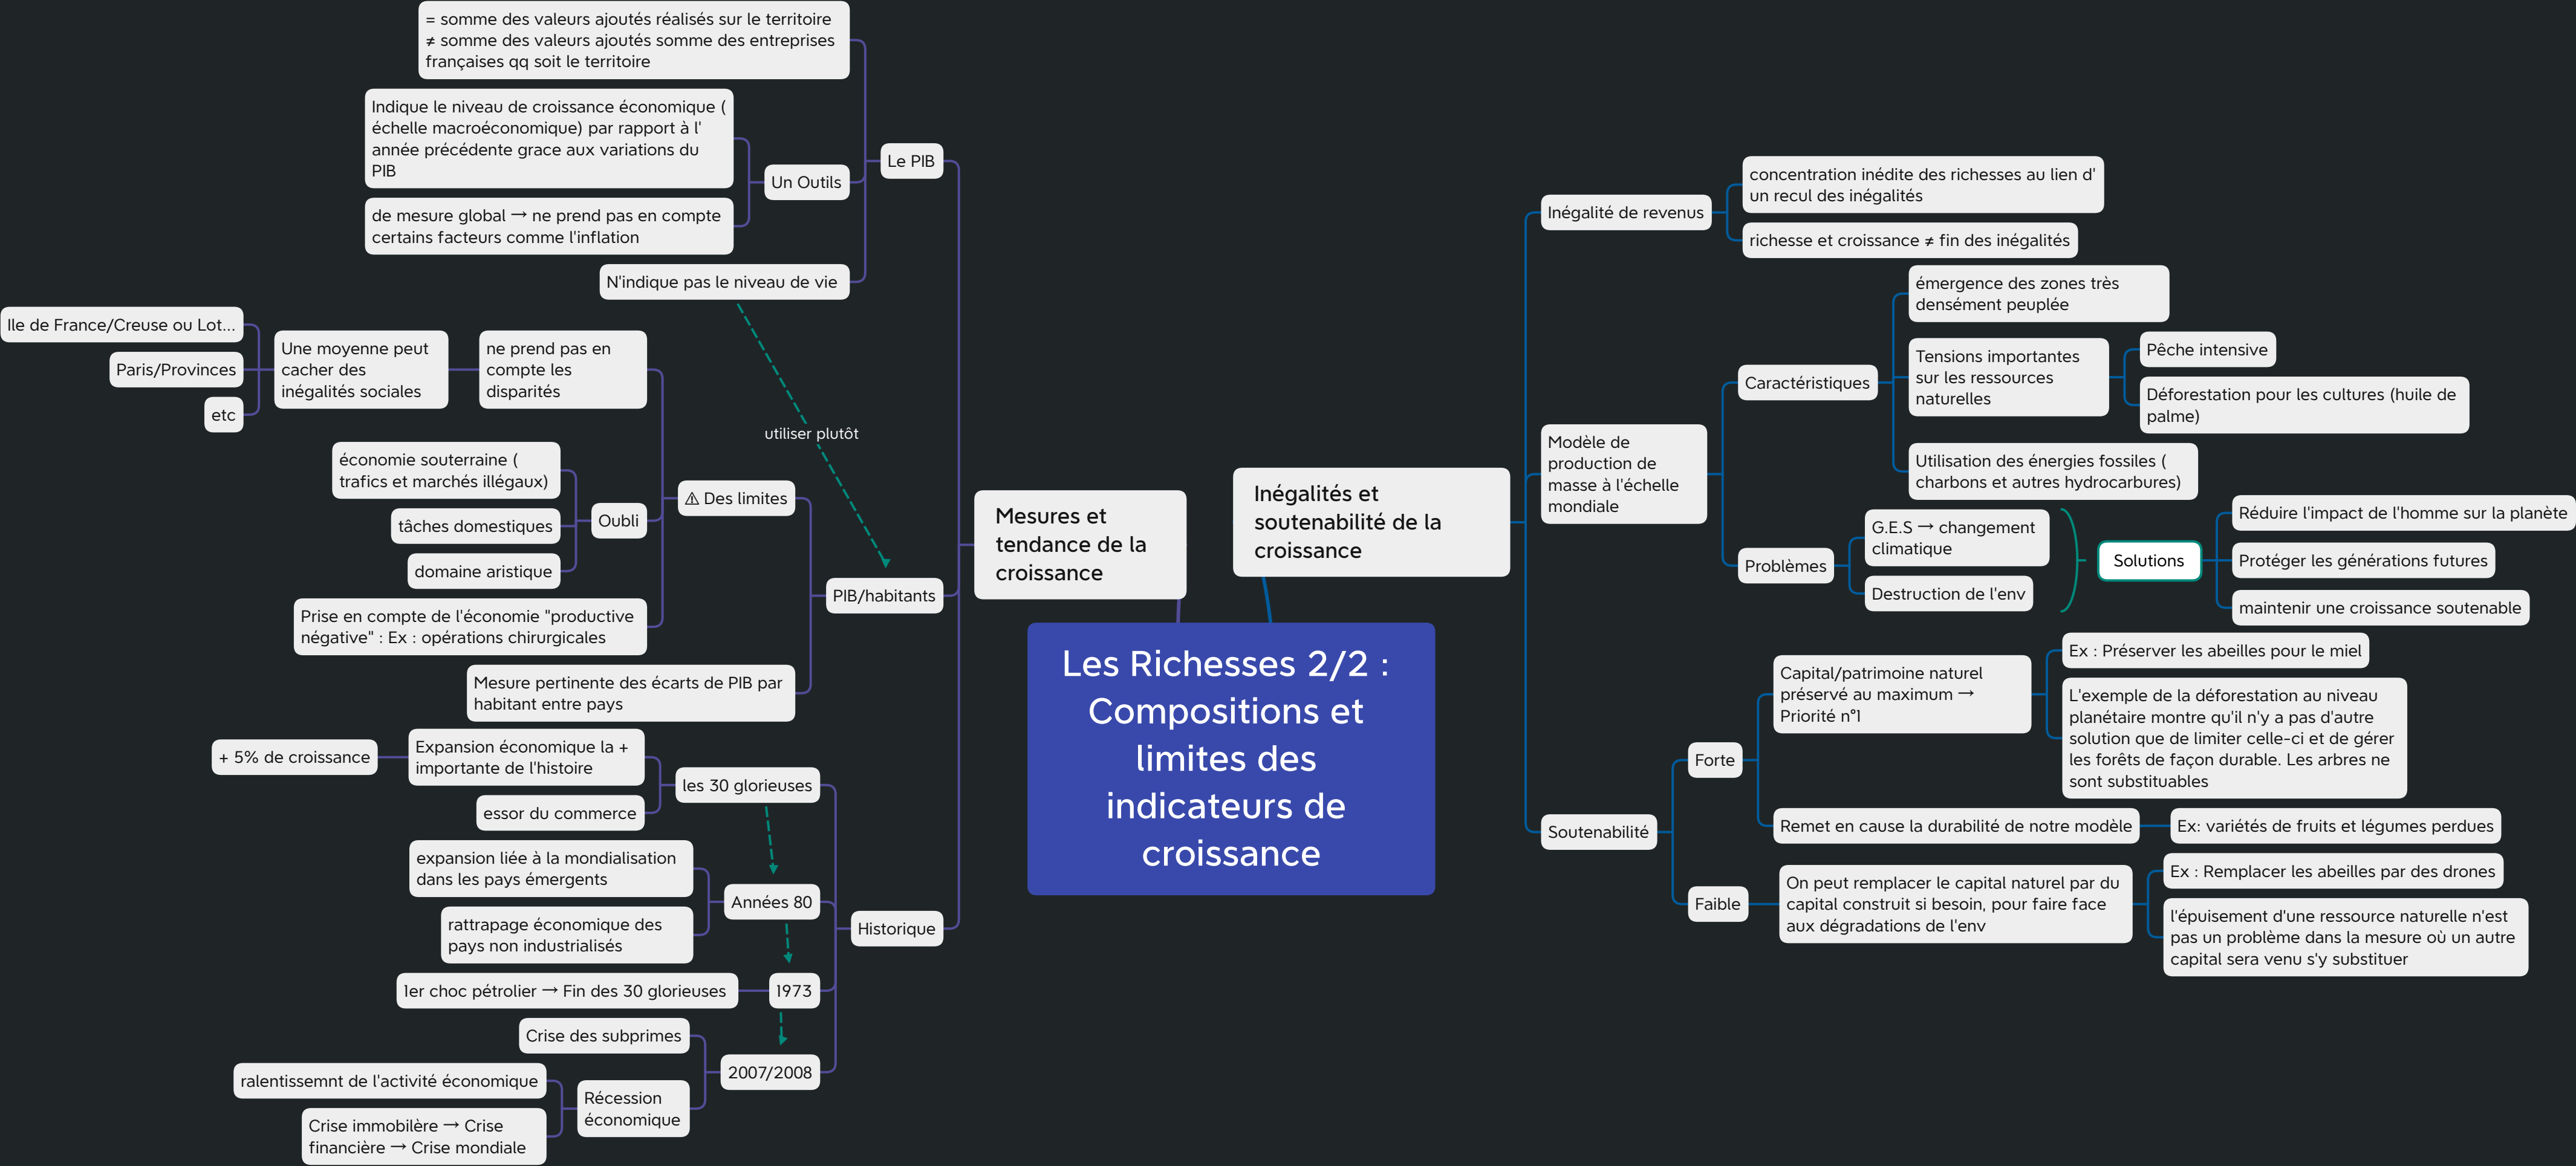 = somme des valeurs ajoutés réalisés sur le territoire
≠ somme des valeurs ajoutés somme des entreprises
françaises qq soit le territoire
Indique le niveau de croissance économique (
échelle macroéconomique) par rapport à l'
année précédente grace aux variations du
PIB
Un Outils
de mesure global → ne prend pas en compte
certains facteurs comme l'inflation
Le PIB
N'indique pas le niveau de vie
utiliser plutôt
Ile de France/Creuse ou Lot...
Paris/Provinces
etc
Une moyenne peut
cacher des
inégalités sociales
ne prend pas en
compte les
disparités
économie souterraine (
trafics et marchés illégaux)
tâches domestiques
domaine aristique
Oubli
⚠ Des limites
Prise en compte de l'économie "productive
négative" : Ex : opérations chirurgicales
PIB/habitants
Mesure pertinente des écarts de PIB par
habitant entre pays
+ 5% de croissance
Expansion économique la +
importante de l'histoire
essor du commerce
les 30 glorieuses
expansion liée à la mondialisation
dans les pays émergents
rattrapage économique des
pays non industrialisés
Années 80
Historique
1er choc pétrolier → Fin des 30 glorieuses
1973
Crise des subprimes
2007/2008
ralentissemnt de l'activité économique
Récession
économique
Crise immobilère → Crise
financière → Crise mondiale
Mesures et
tendance de la
croissance
Les Richesses 2/2 :
Compositions et
limites des
indicateurs de
croissance
Inégalités et
soutenabilité de la
croissance
Inégalité de revenus
concentration inédite des richesses au lien d'
un recul des inégalités
richesse et croissance ≠ fin des inégalités
Modèle de
production de
masse à l'échelle
mondiale
Caractéristiques
émergence des zones très
densément peuplée
Tensions importantes
sur les ressources
naturelles
Pêche intensive
Déforestation pour les cultures (huile de
palme)
Utilisation des énergies fossiles (
charbons et autres hydrocarbures)
Problèmes
G.E.S → changement
climatique
Destruction de l'env
Solutions
Réduire l'impact de l'homme sur la planète
Protéger les générations futures
maintenir une croissance soutenable
Soutenabilité
Forte
Capital/patrimoine naturel
préservé au maximum →
Priorité n°1
Ex : Préserver les abeilles pour le miel
L'exemple de la déforestation au niveau
planétaire montre qu'il n'y a pas d'autre
solution que de limiter celle-ci et de gérer
les forêts de façon durable. Les arbres ne
sont substituables
Remet en cause la durabilité de notre modèle
Ex: variétés de fruits et légumes perdues
Faible
On peut remplacer le capital naturel par du
capital construit si besoin, pour faire face
aux dégradations de l'env
Ex : Remplacer les abeilles par des drones
l'épuisement d'une ressource naturelle n'est
pas un problème dans la mesure où un autre
capital sera venu s'y substituer